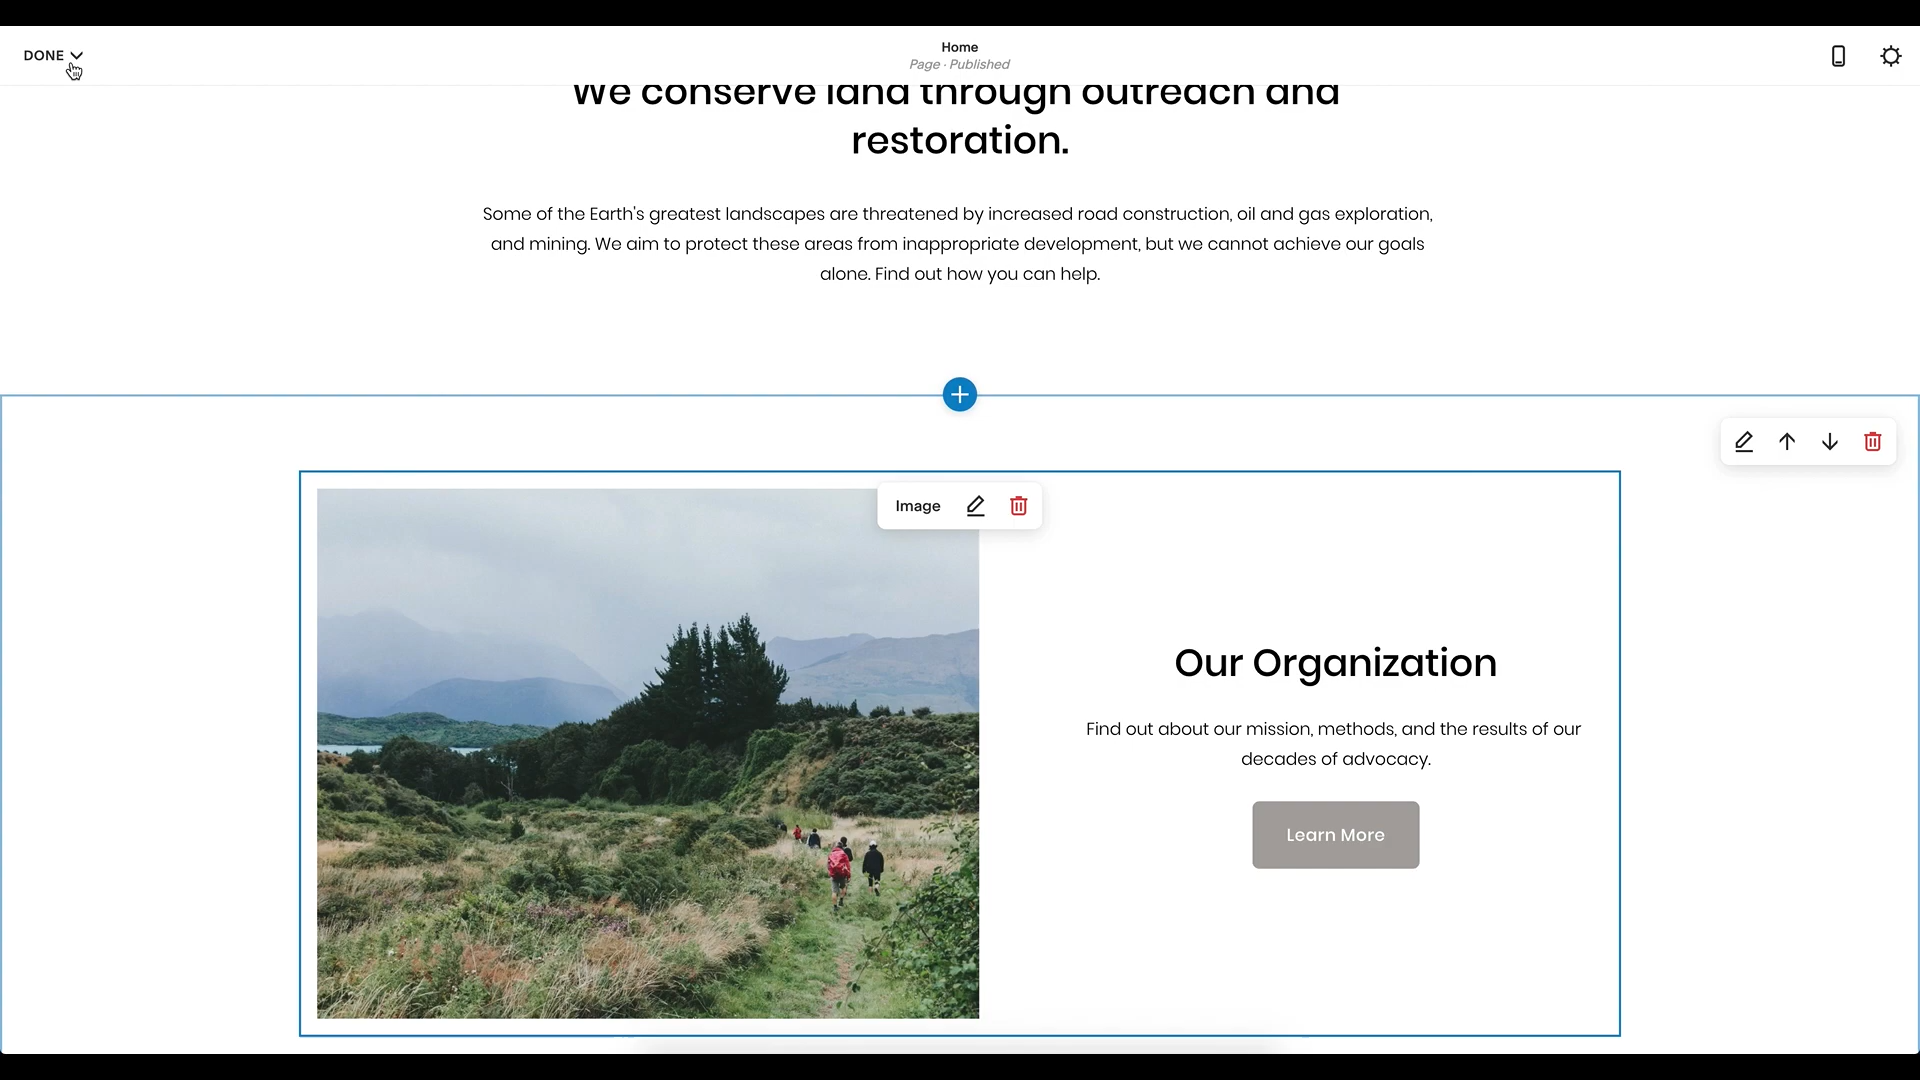 DONE
Home
Page · Published
We conserve land through outreach and
restoration.
Some of the Earth's greatest landscapes are threatened by increased road construction, oil and gas exploration,
and mining. We aim to protect these areas from inappropriate development, but we cannot achieve our goals
alone. Find out how you can help.
Image
Our Organization
Find out about our mission, methods, and the results of our
decades of advocacy.
Learn More